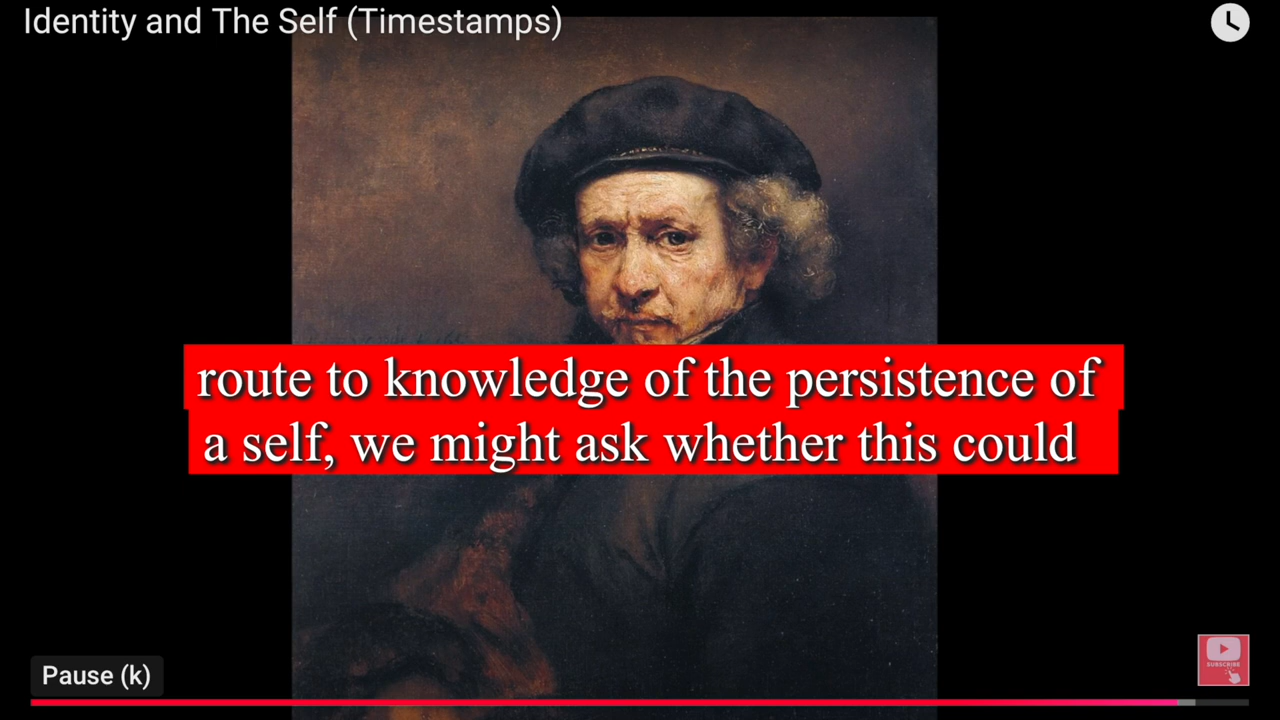 Identity and The Self (Timestamps)
route to knowledge of the persistence of
a self, we might ask whether this could
Pause (k)
SUBSCRIBE